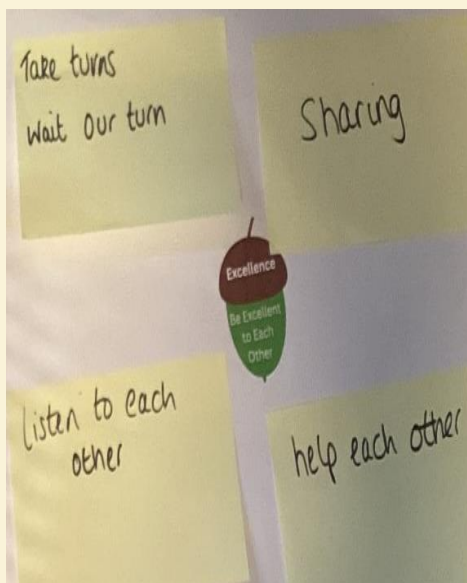 Take turns
wait our turn
Sharing
Excellence
Be Excellent
to Each
Other
Listen to each
other
help each other